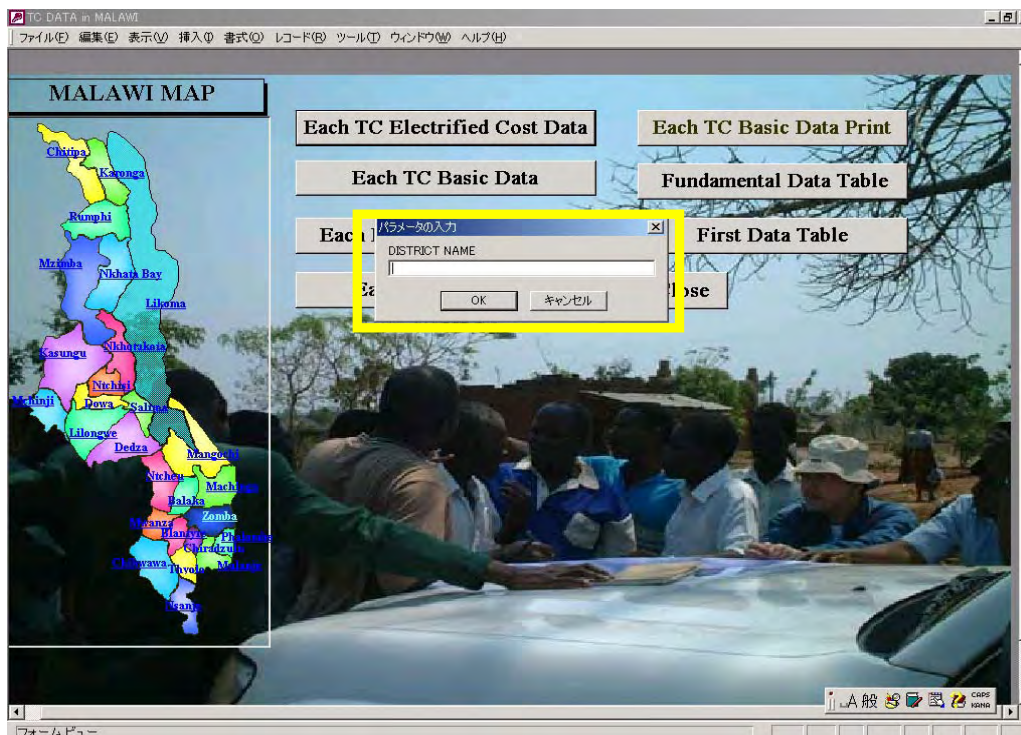 TC DATA in MALAWI
ファイル(F) 編集(E) 表示(V) 挿入(I) 書式(O) レコード(R) ツール(T) ウィンドウ(W) ヘルプ(H)
MALAWI MAP
Each TC Electrified Cost Data
Each TC Basic Data Print
Each TC Basic Data
Fundamental Data Table
Each
First Data Table
パラメータの入力
DISTRICT NAME
OK
キャンセル
Chitipa
Karonga
Rumphi
Mzimba
Nkhata Bay
Likoma
Kasungu
Nkhotakota
Ntchisi
Mchinji
Dowa
Salima
Lilongwe
Dedza
Mangochi
Ntcheu
Machinga
Balaka
Zomba
Mwanza
Blantyre
Phalombe
Chiradzulu
Chikwawa
Thyolo
Mulanje
Nsanje
A 般
CAPS
KANA
フォーム ビュー